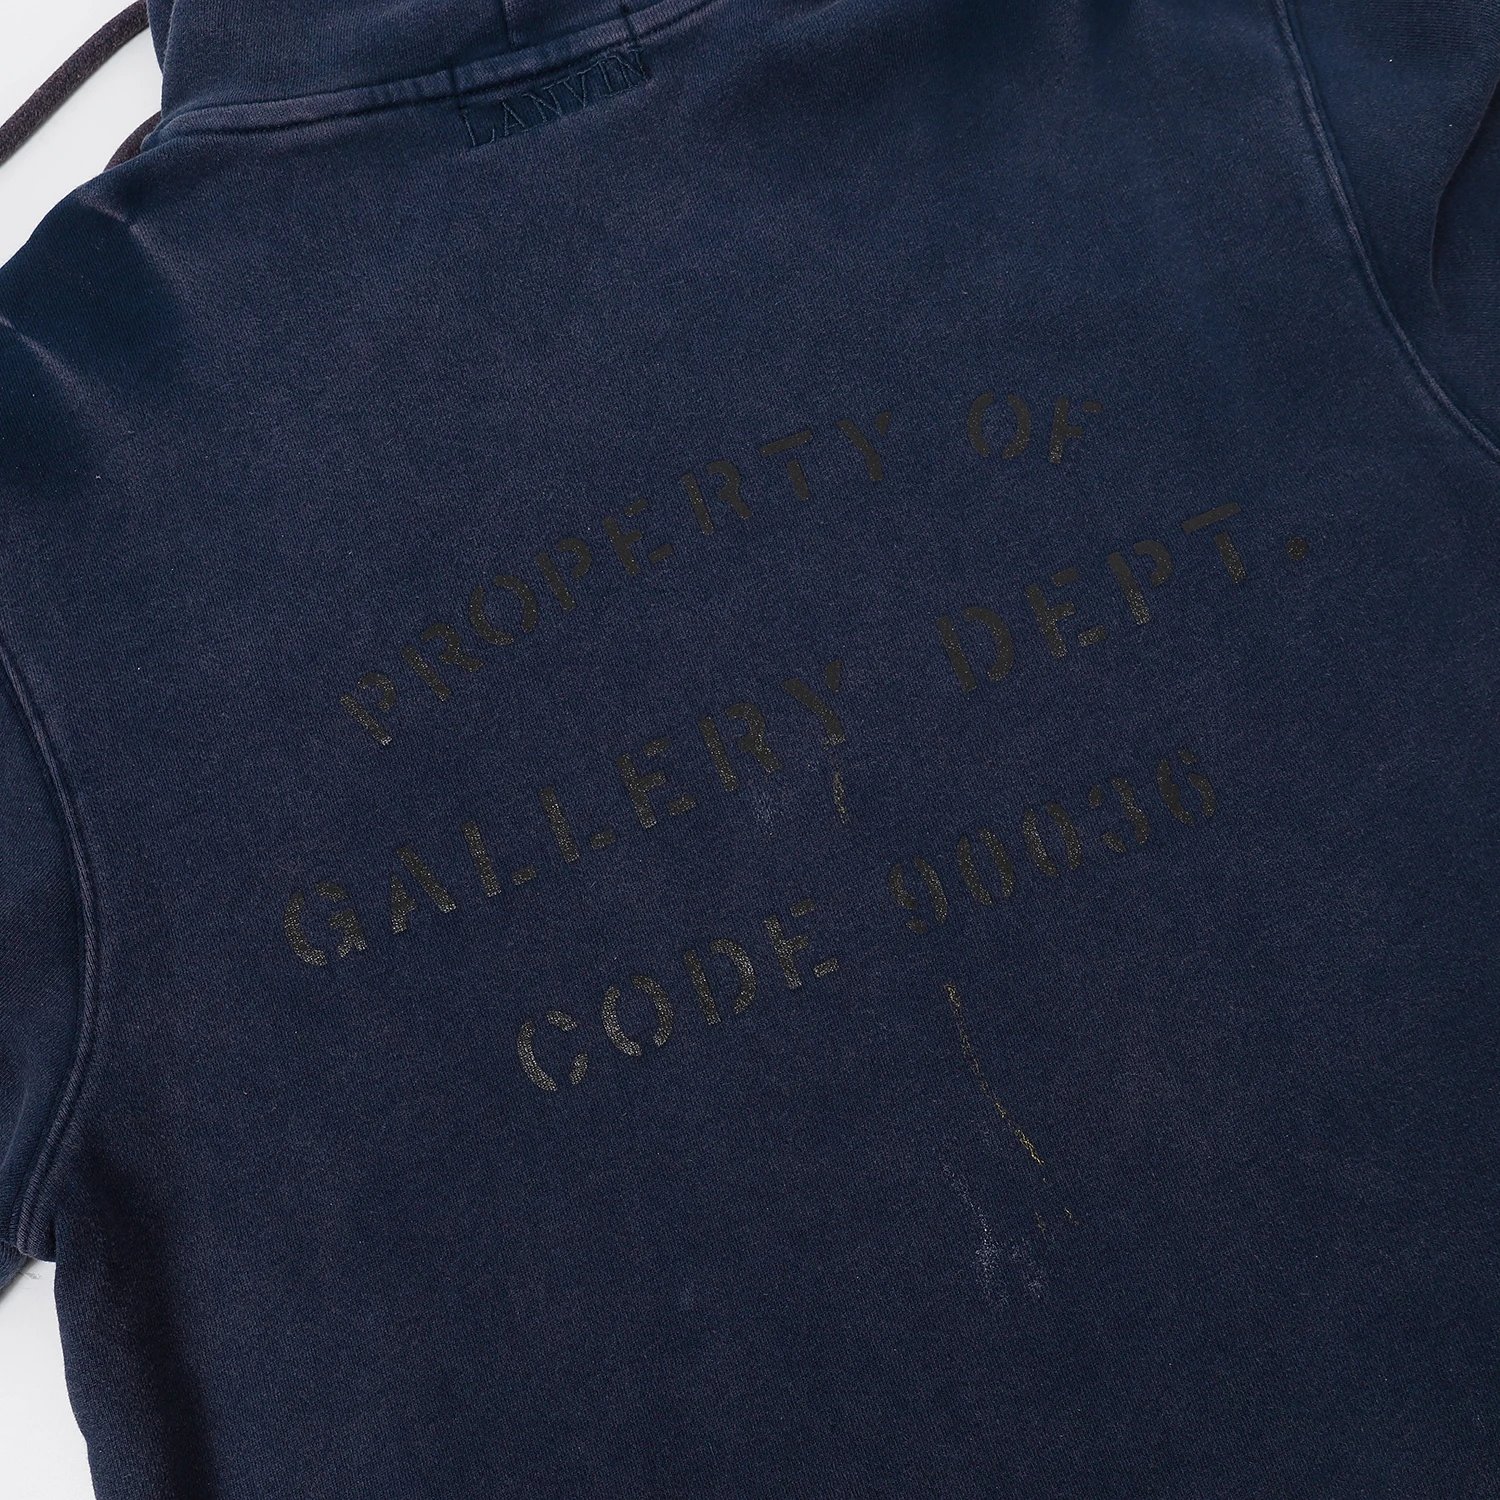 LANVIN
PROPERTY OF
GALLERY DEPT.
CODE 90036